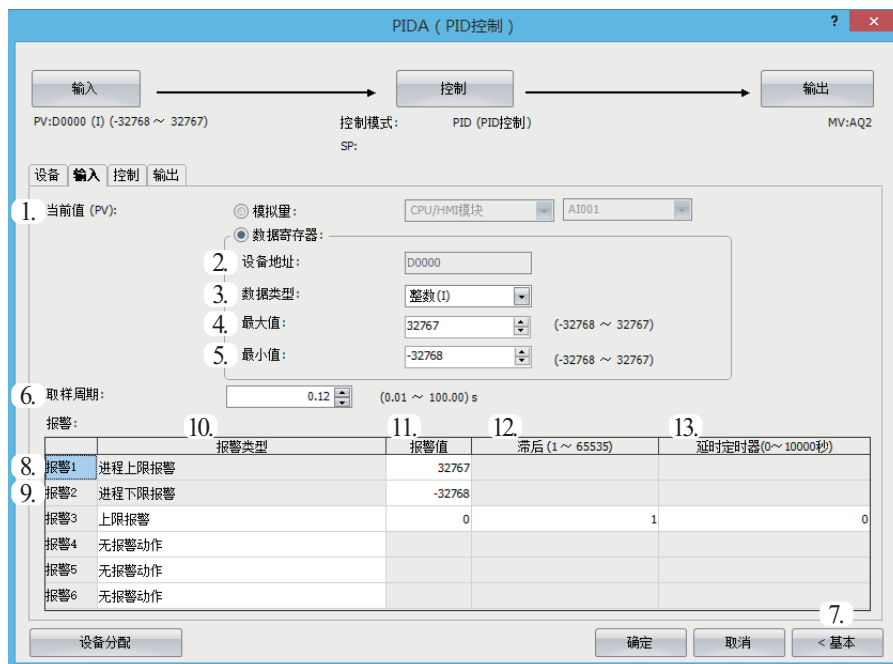 PIDA ( PID控制 )
? ×
输入 控制 输出
PV:D0000 (I) (-32768 ～ 32767) 控制模式: PID (PID控制) MV:AQ2
SP:
设备 输入 控制 输出
1. 当前值 (PV): 模拟量: CPU/HMI模块 AI001
数据寄存器:
2. 设备地址: D0000
3. 数据类型: 整数(I)
4. 最大值: 32767 (-32768 ～ 32767)
5. 最小值: -32768 (-32768 ～ 32767)
6. 取样周期: 0.12 (0.01 ～ 100.00) s
报警:
10. 11. 12. 13.
报警类型 报警值 滞后 (1～ 65535) 延时定时器(0～10000秒)
8. 报警1 进程上限报警 32767
9. 报警2 进程下限报警 -32768
报警3 上限报警 0 1 0
报警4 无报警动作
报警5 无报警动作
报警6 无报警动作
7.
设备分配 确定 取消 < 基本